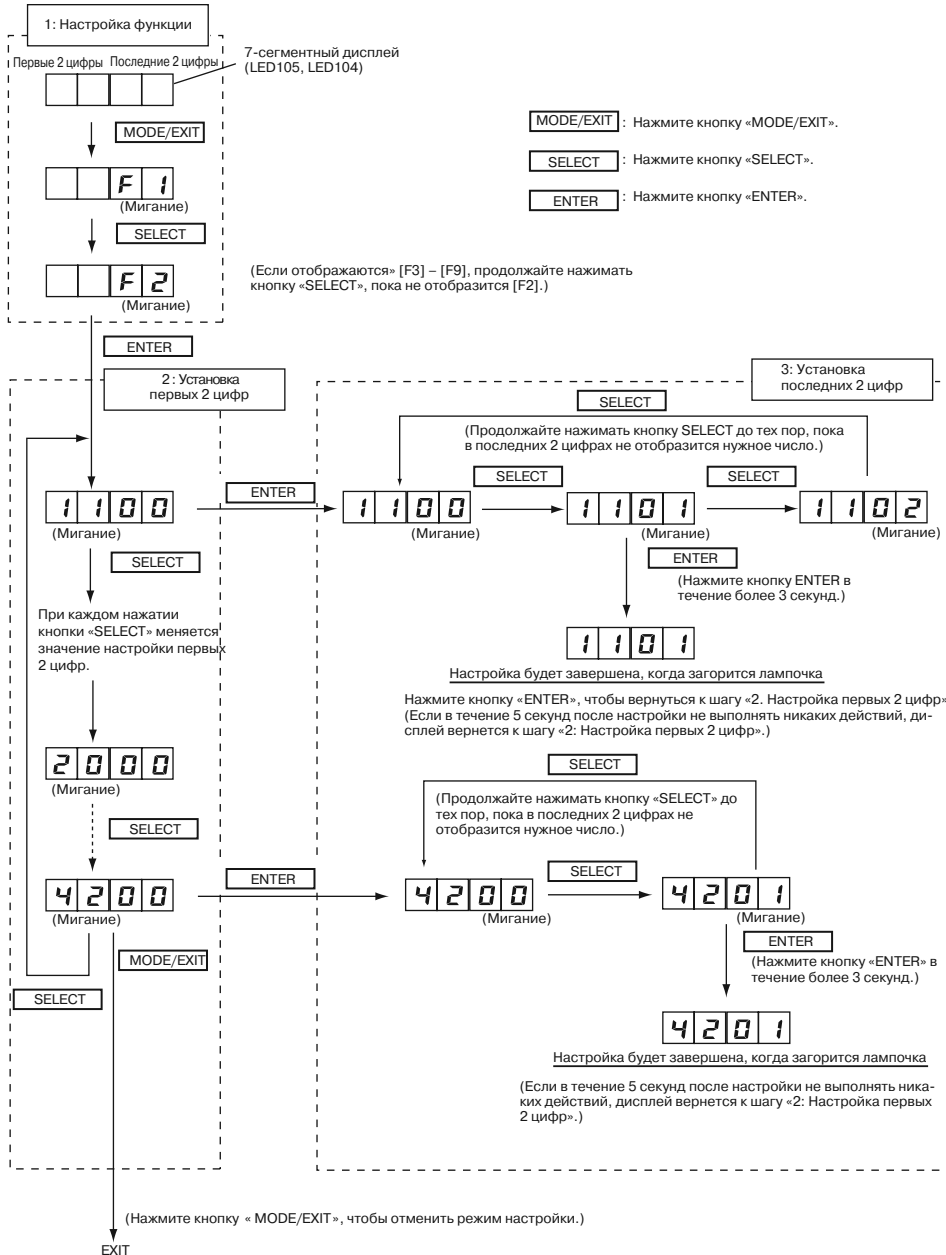 1: Настройка функции
Первые 2 цифры Последние 2 цифры
7-сегментный дисплей
(LED105, LED104)
MODE/EXIT
F 1
(Мигание)
SELECT
F 2
(Мигание)
MODE/EXIT : Нажмите кнопку «MODE/EXIT».
SELECT : Нажмите кнопку «SELECT».
ENTER : Нажмите кнопку «ENTER».
(Если отображаются» [F3] – [F9], продолжайте нажимать
кнопку «SELECT», пока не отобразится [F2].)
ENTER
2: Установка
первых 2 цифр
1 1 0 0
(Мигание)
SELECT
При каждом нажатии
кнопки «SELECT» меняется
значение настройки первых
2 цифр.
2 0 0 0
(Мигание)
SELECT
4 2 0 0
(Мигание)
MODE/EXIT
SELECT
3: Установка
последних 2 цифр
SELECT
(Продолжайте нажимать кнопку SELECT до тех пор, пока
в последних 2 цифрах не отобразится нужное число.)
ENTER
1 1 0 0
(Мигание)
SELECT
1 1 0 1
(Мигание)
SELECT
1 1 0 2
(Мигание)
ENTER
(Нажмите кнопку ENTER в
течение более 3 секунд.)
1 1 0 1
Настройка будет завершена, когда загорится лампочка
Нажмите кнопку «ENTER», чтобы вернуться к шагу «2. Настройка первых 2 цифр»
(Если в течение 5 секунд после настройки не выполнять никаких действий, ди-
сплей вернется к шагу «2: Настройка первых 2 цифр».)
SELECT
(Продолжайте нажимать кнопку «SELECT» до
тех пор, пока в последних 2 цифрах не
отобразится нужное число.)
ENTER
4 2 0 0
(Мигание)
SELECT
4 2 0 1
(Мигание)
ENTER
(Нажмите кнопку «ENTER» в
течение более 3 секунд.)
4 2 0 1
Настройка будет завершена, когда загорится лампочка
(Если в течение 5 секунд после настройки не выполнять ника-
ких действий, дисплей вернется к шагу «2: Настройка первых
2 цифр».)
(Нажмите кнопку « MODE/EXIT», чтобы отменить режим настройки.)
EXIT